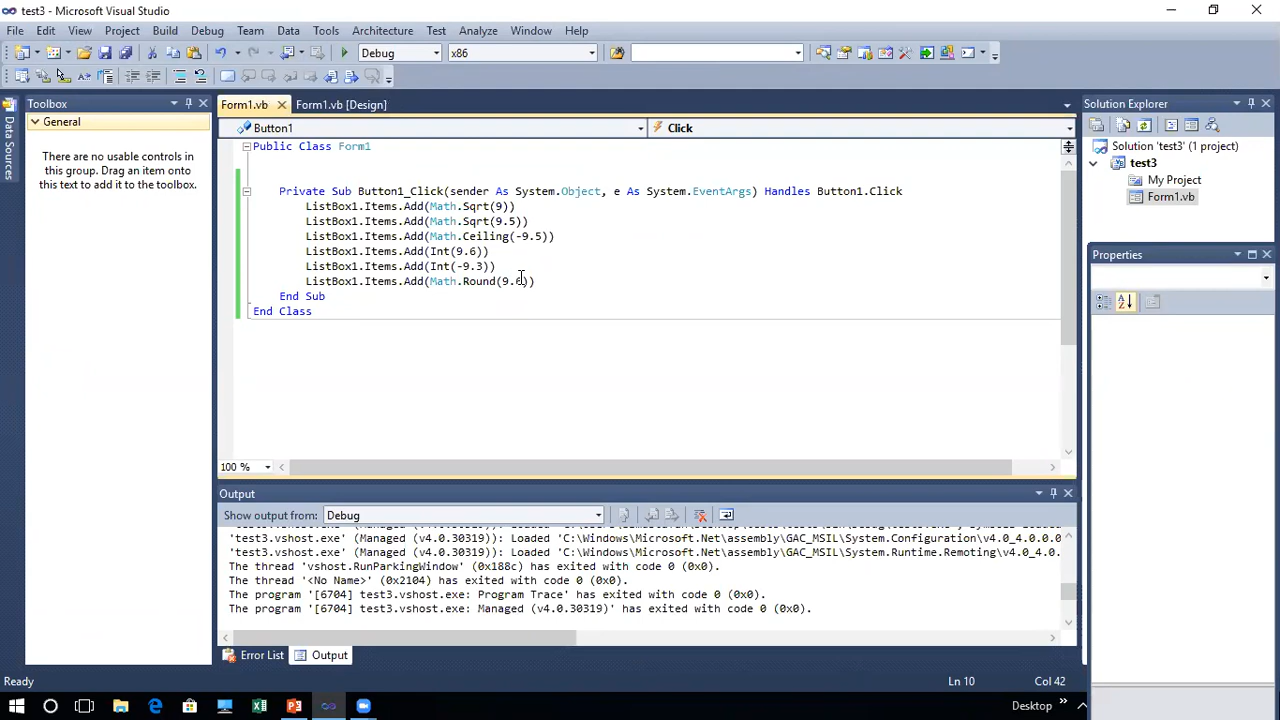 test3 - Microsoft Visual Studio
File Edit View Project Build Debug Team Data Tools Architecture Test Analyze Window Help
Debug x86
Toolbox
General
There are no usable controls in
this group. Drag an item onto
this text to add it to the toolbox.
Data Sources
Form1.vb Form1.vb [Design]
Button1 Click
Public Class Form1
Private Sub Button1_Click(sender As System.Object, e As System.EventArgs) Handles Button1.Click
ListBox1.Items.Add(Math.Sqrt(9))
ListBox1.Items.Add(Math.Sqrt(9.5))
ListBox1.Items.Add(Math.Ceiling(-9.5))
ListBox1.Items.Add(Int(9.6))
ListBox1.Items.Add(Int(-9.3))
ListBox1.Items.Add(Math.Round(9.6))
End Sub
End Class
100 %
Solution Explorer
Solution 'test3' (1 project)
test3
My Project
Form1.vb
Properties
Output
Show output from: Debug
'test3.vshost.exe' (Managed (v4.0.30319)): Loaded 'C:\Windows\Microsoft.Net\assembly\GAC_MSIL\System.Configuration\v4.0_4.0.0.0
'test3.vshost.exe' (Managed (v4.0.30319)): Loaded 'C:\Windows\Microsoft.Net\assembly\GAC_MSIL\System.Runtime.Remoting\v4.0_4.0.
The thread 'vshost.RunParkingWindow' (0x188c) has exited with code 0 (0x0).
The thread '<No Name>' (0x2104) has exited with code 0 (0x0).
The program '[6704] test3.vshost.exe: Program Trace' has exited with code 0 (0x0).
The program '[6704] test3.vshost.exe: Managed (v4.0.30319)' has exited with code 0 (0x0).
Error List Output
Ready Ln 10 Col 42
Desktop